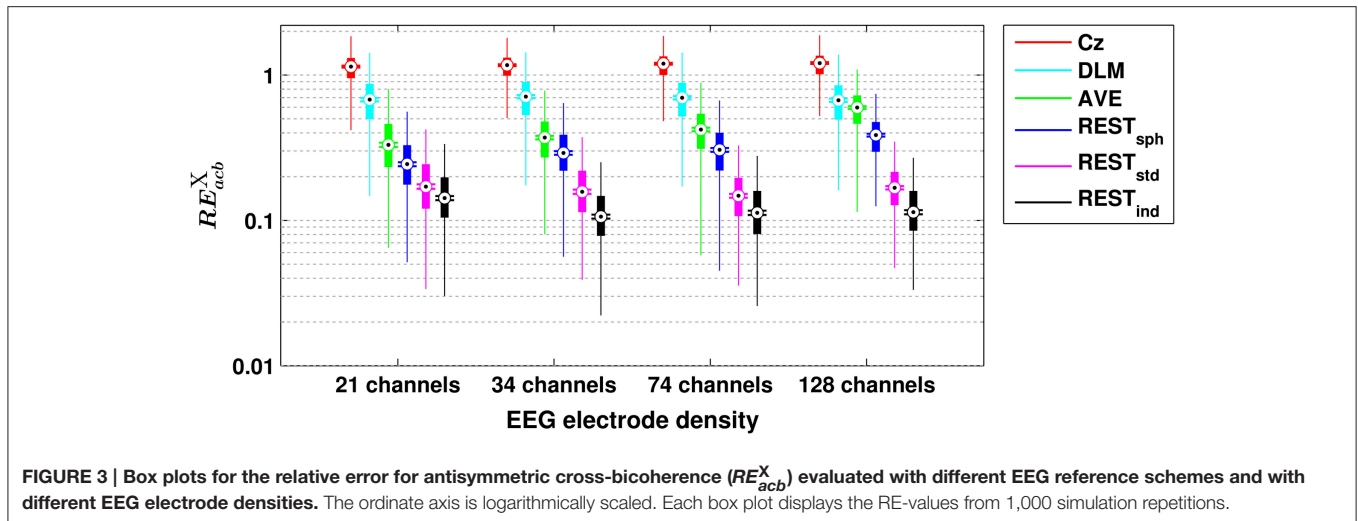 1
0.1
0.01
RE^X_acb
21 channels
34 channels
74 channels
128 channels
EEG electrode density
Cz
DLM
AVE
REST_sph
REST_std
REST_ind
FIGURE 3 | Box plots for the relative error for antisymmetric cross-bicoherence (RE^X_acb) evaluated with different EEG reference schemes and with
different EEG electrode densities. The ordinate axis is logarithmically scaled. Each box plot displays the RE-values from 1,000 simulation repetitions.